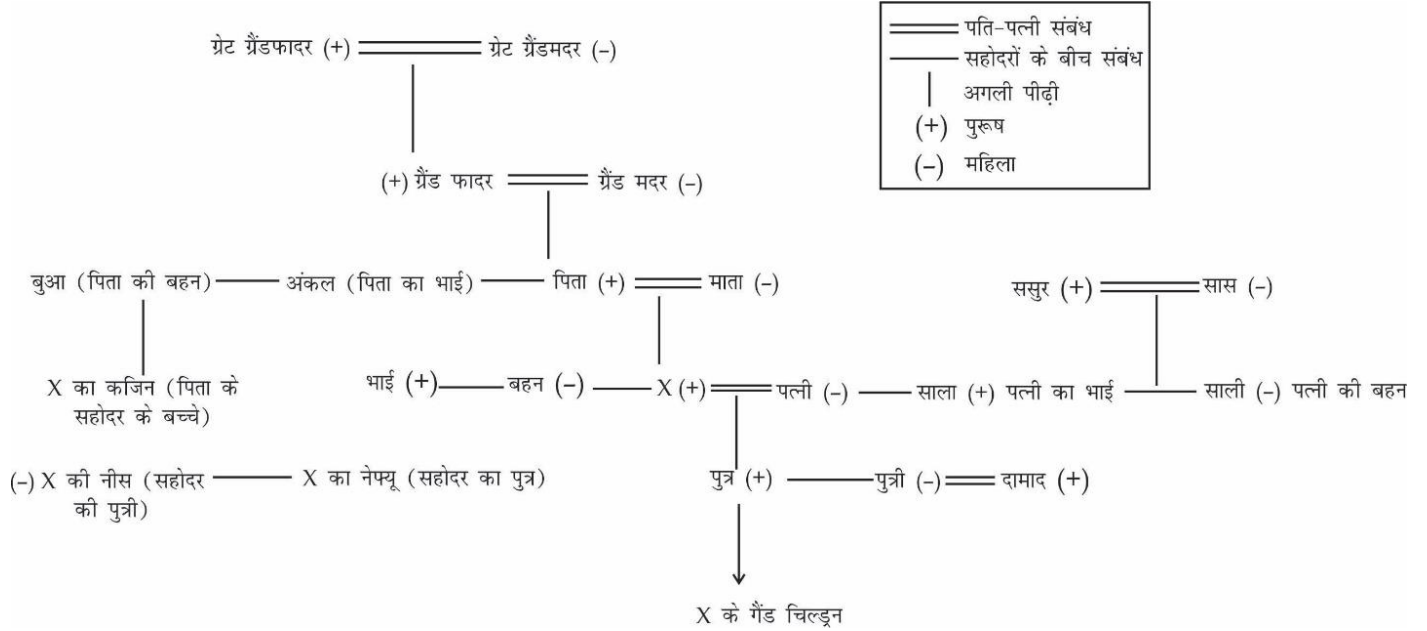 ग्रेट ग्रैंडफादर (+) ग्रेट ग्रैंडमदर (–)
पति-पत्नी संबंध
सहोदरों के बीच संबंध
अगली पीढ़ी
(+) पुरूष
(–) महिला
(+) ग्रैंड फादर ग्रैंड मदर (–)
बुआ (पिता की बहन) अंकल (पिता का भाई) पिता (+) माता (–) ससुर (+) सास (–)
X का कजिन (पिता के
सहोदर के बच्चे)
भाई (+) बहन (–) X (+) पत्नी (–) साला (+) पत्नी का भाई साली (–) पत्नी की बहन
(–) X की नीस (सहोदर
की पुत्री)
X का नेफ्यू (सहोदर का पुत्र) पुत्र (+) पुत्री (–) दामाद (+)
X के गैंड चिल्ड्रन